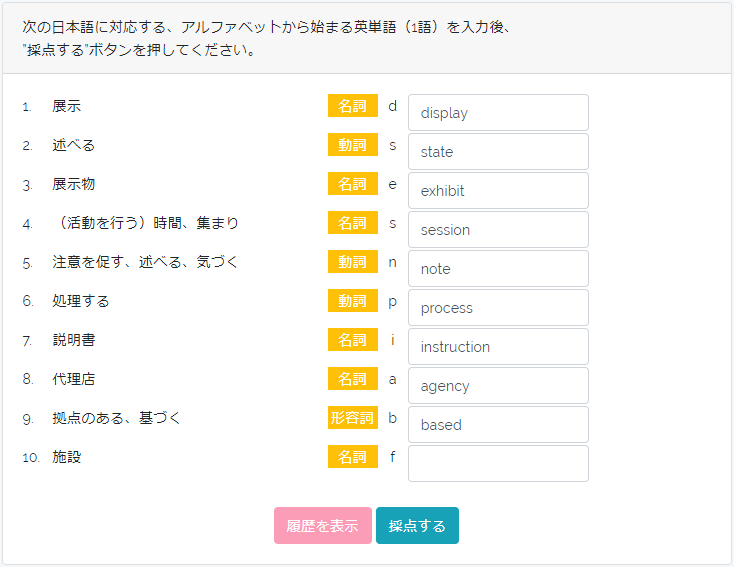 次の日本語に対応する、アルファベットから始まる英単語（1語）を入力後、
"採点する"ボタンを押してください。
1. 展示 名詞 d display
2. 述べる 動詞 s state
3. 展示物 名詞 e exhibit
4. （活動を行う）時間、集まり 名詞 s session
5. 注意を促す、述べる、気づく 動詞 n note
6. 処理する 動詞 p process
7. 説明書 名詞 i instruction
8. 代理店 名詞 a agency
9. 拠点のある、基づく 形容詞 b based
10. 施設 名詞 f
履歴を表示 採点する